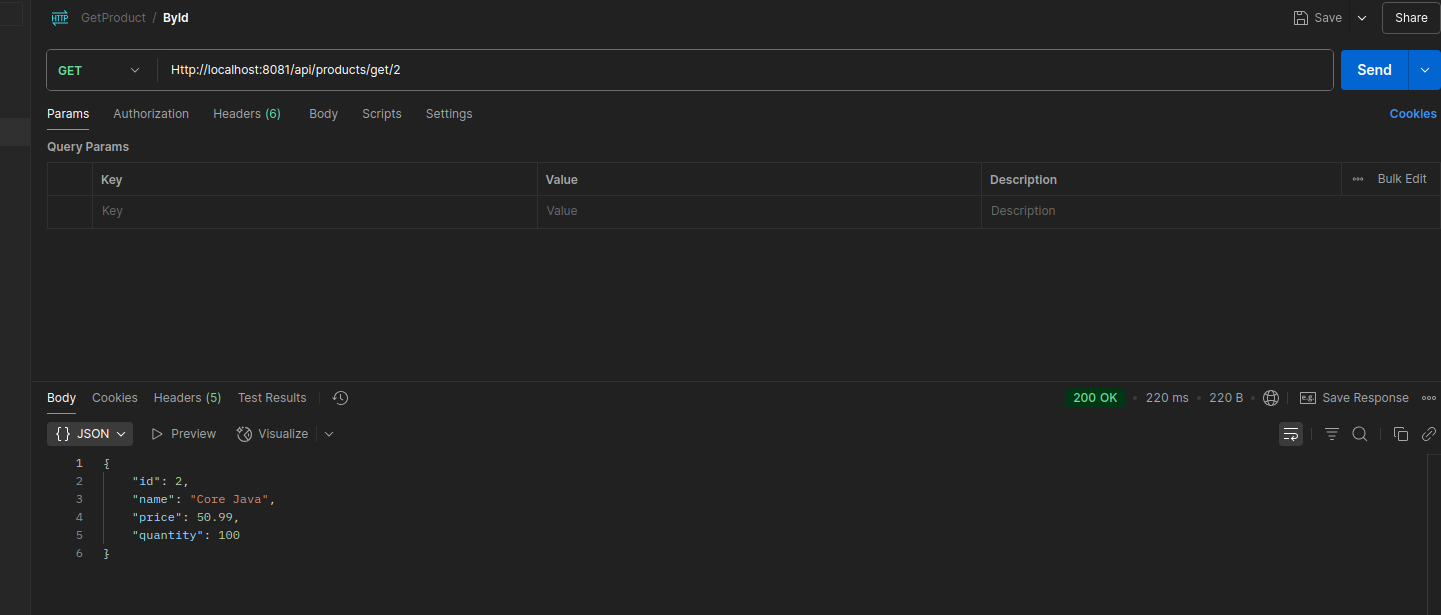 HTTP GetProduct / ById Save Share
GET Http://localhost:8081/api/products/get/2 Send
Params Authorization Headers (6) Body Scripts Settings Cookies
Query Params
Key Value Description Bulk Edit
Key Value Description
Body Cookies Headers (5) Test Results 200 OK • 220 ms • 220 B • e.g. Save Response
{} JSON Preview Visualize
1 {
2 "id": 2,
3 "name": "Core Java",
4 "price": 50.99,
5 "quantity": 100
6 }